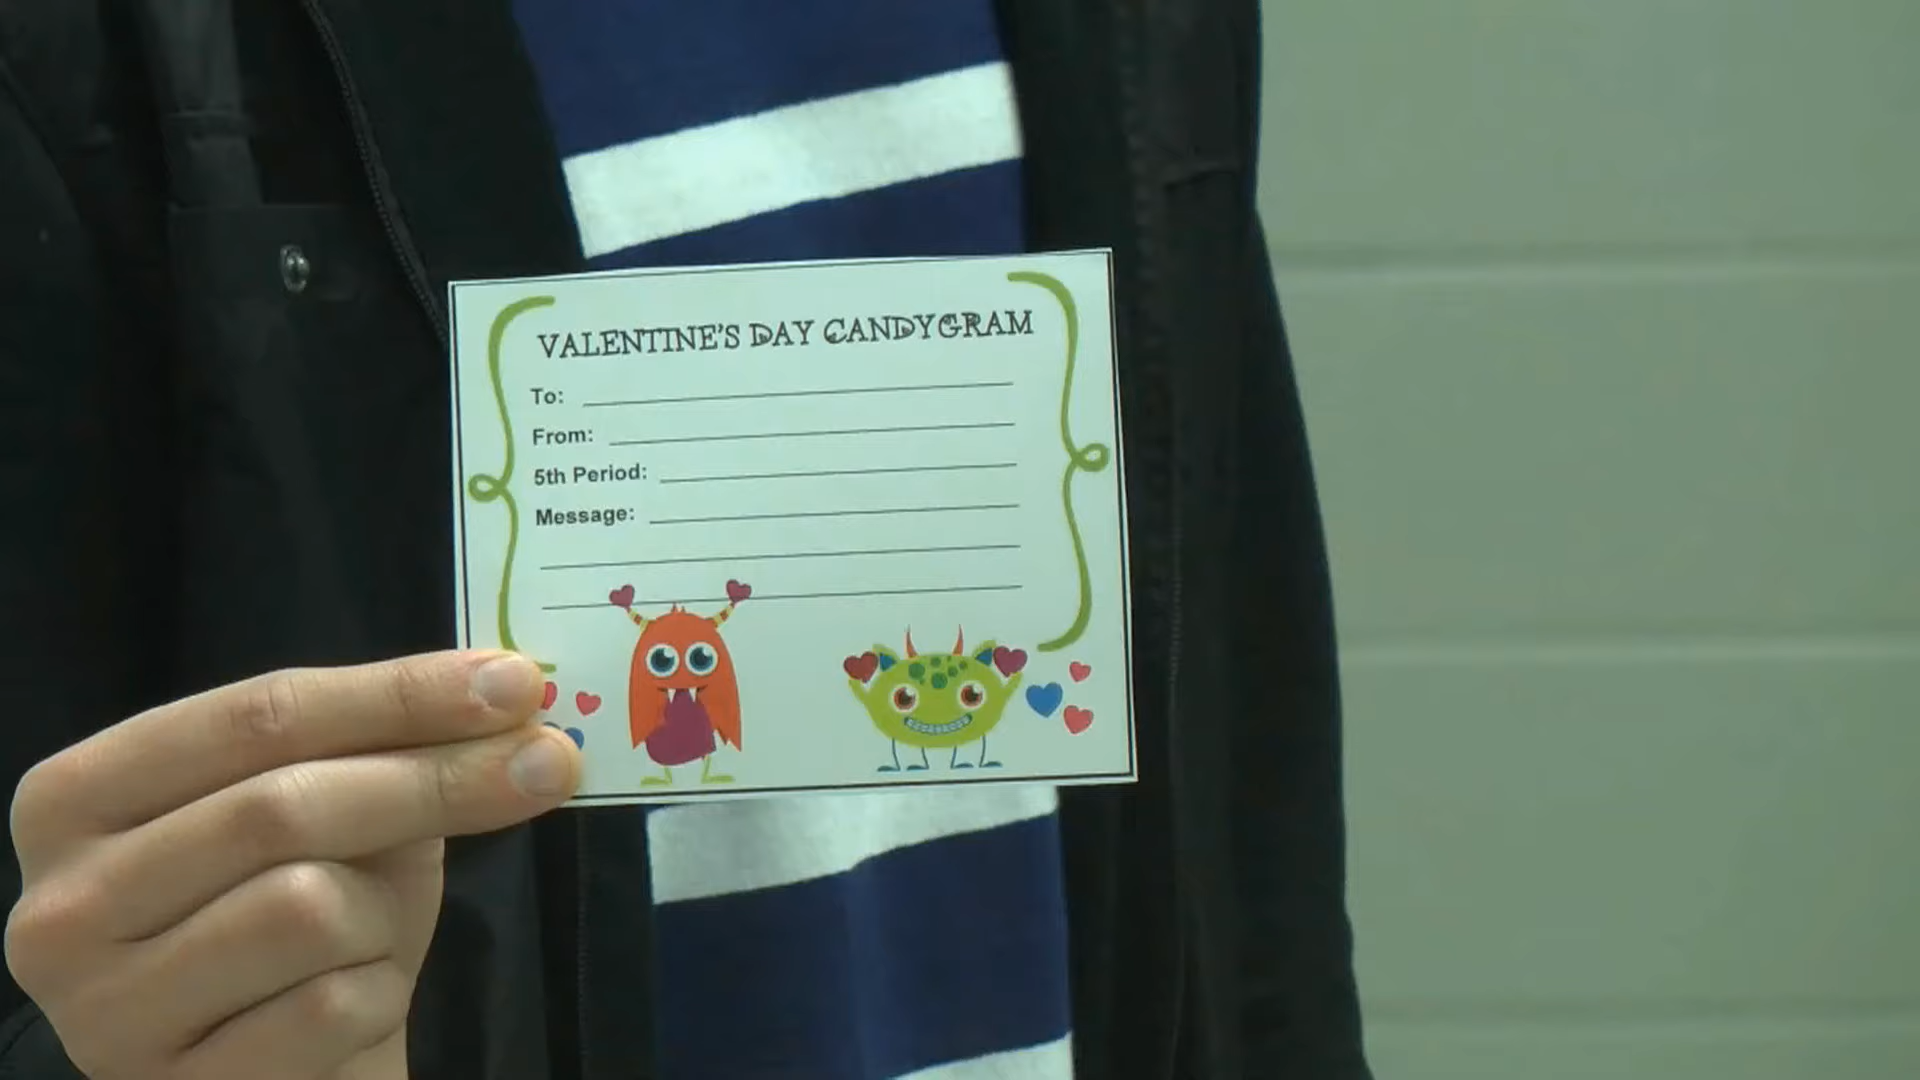 VALENTINE'S DAY CANDYGRAM
To:
From:
5th Period:
Message: